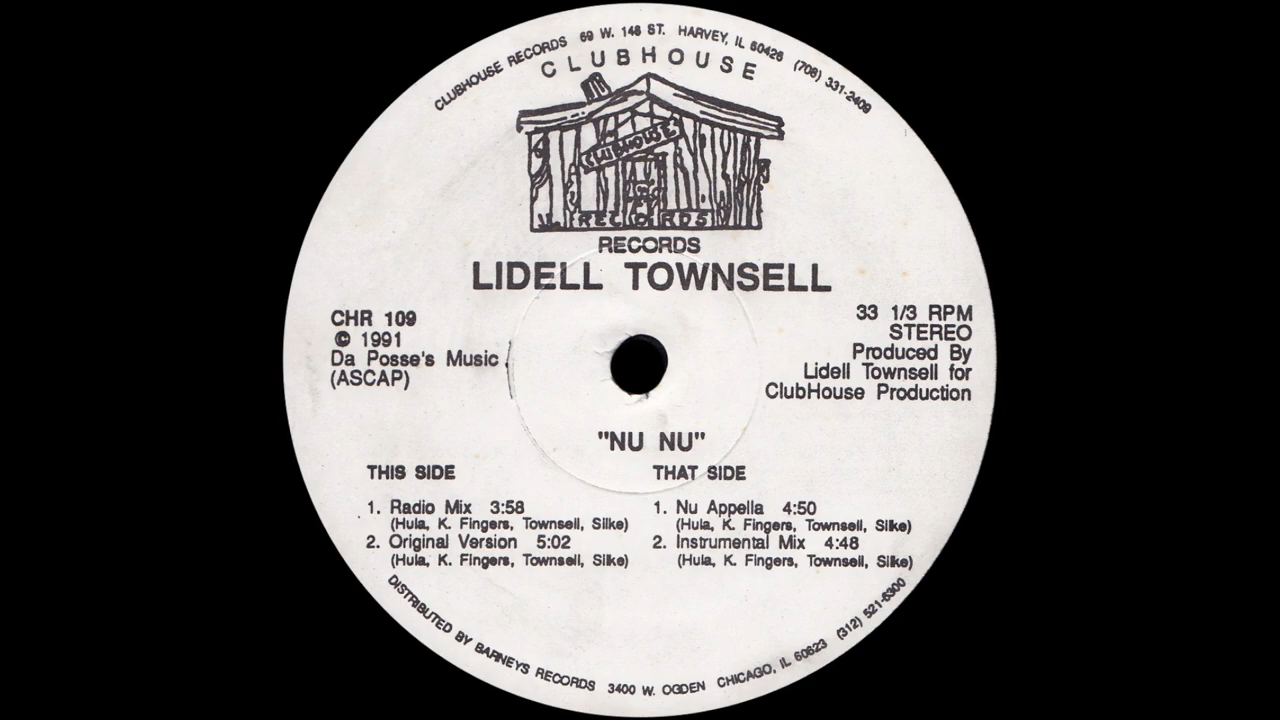 CLUBHOUSE RECORDS 69 W. 146 ST. HARVEY, IL 60426 (708) 331-2409
CLUBHOUSE
CLUBHOUSE
RECORDS
RECORDS
LIDELL TOWNSELL
CHR 109
© 1991
Da Posse's Music
(ASCAP)
33 1/3 RPM
STEREO
Produced By
Lidell Townsell for
ClubHouse Production
"NU NU"
THIS SIDE
1. Radio Mix 3:58
(Hula, K. Fingers, Townsell, Silke)
2. Original Version 5:02
(Hula, K. Fingers, Townsell, Silke)
THAT SIDE
1. Nu Appella 4:50
(Hula, K. Fingers, Townsell, Silke)
2. Instrumental Mix 4:48
(Hula, K. Fingers, Townsell, Silke)
DISTRIBUTED BY BARNEYS RECORDS 3400 W. OGDEN CHICAGO, IL 60623 (312) 521-6300